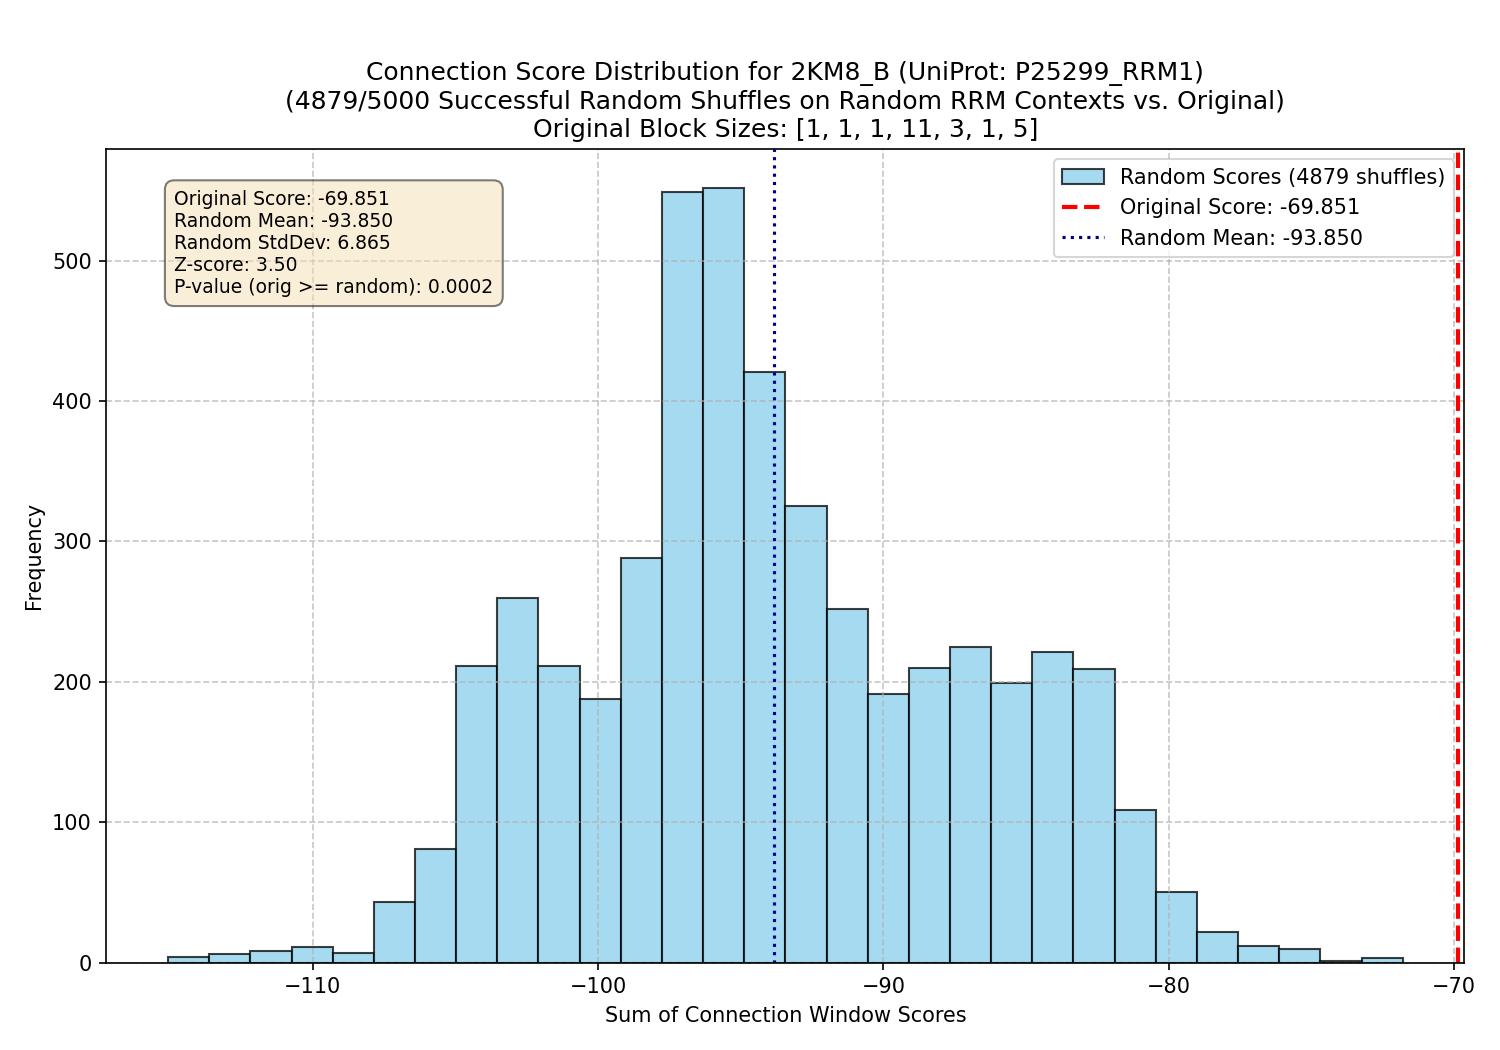 Connection Score Distribution for 2KM8_B (UniProt: P25299_RRM1)
(4879/5000 Successful Random Shuffles on Random RRM Contexts vs. Original)
Original Block Sizes: [1, 1, 1, 11, 3, 1, 5]
Original Score: -69.851
Random Mean: -93.850
Random StdDev: 6.865
Z-score: 3.50
P-value (orig >= random): 0.0002
Random Scores (4879 shuffles)
Original Score: -69.851
Random Mean: -93.850
Frequency
500
400
300
200
100
0
−110
−100
−90
−80
−70
Sum of Connection Window Scores